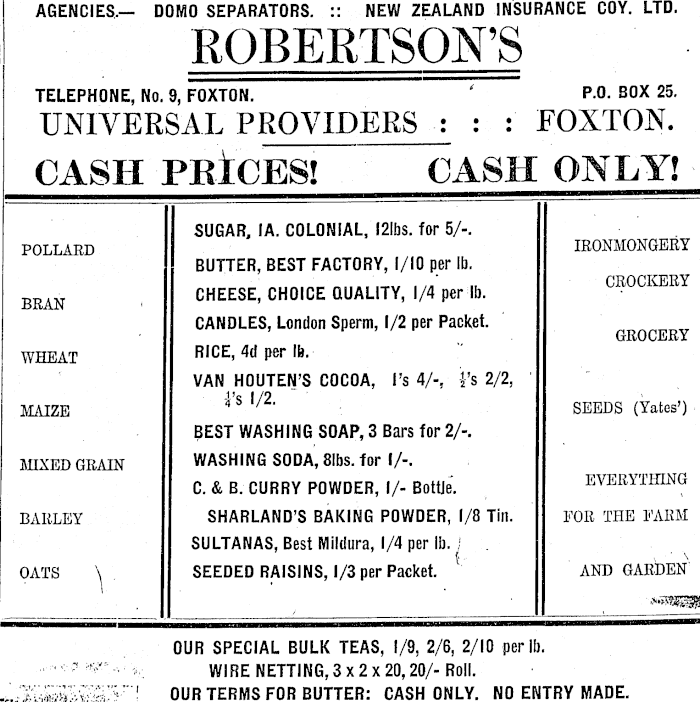 AGENCIES.— DOMO SEPARATORS. :: NEW ZEALAND INSURANCE COY. LTD.
ROBERTSON'S
TELEPHONE, No. 9, FOXTON.
P.O. BOX 25.
UNIVERSAL PROVIDERS : : : FOXTON.
CASH PRICES! CASH ONLY!
POLLARD
BRAN
WHEAT
MAIZE
MIXED GRAIN
BARLEY
OATS
SUGAR, 1A. COLONIAL, 12lbs. for 5/-.
BUTTER, BEST FACTORY, 1/10 per lb.
CHEESE, CHOICE QUALITY, 1/4 per lb.
CANDLES, London Sperm, 1/2 per Packet.
RICE, 4d per lb.
VAN HOUTEN'S COCOA, 1's 4/-, ½'s 2/2,
¼'s 1/2.
BEST WASHING SOAP, 3 Bars for 2/-.
WASHING SODA, 8lbs. for 1/-.
C. & B. CURRY POWDER, 1/- Bottle.
SHARLAND'S BAKING POWDER, 1/8 Tin.
SULTANAS, Best Mildura, 1/4 per lb.
SEEDED RAISINS, 1/3 per Packet.
IRONMONGERY
CROCKERY
GROCERY
SEEDS (Yates')
EVERYTHING
FOR THE FARM
AND GARDEN
OUR SPECIAL BULK TEAS, 1/9, 2/6, 2/10 per lb.
WIRE NETTING, 3 x 2 x 20, 20/- Roll.
OUR TERMS FOR BUTTER: CASH ONLY. NO ENTRY MADE.